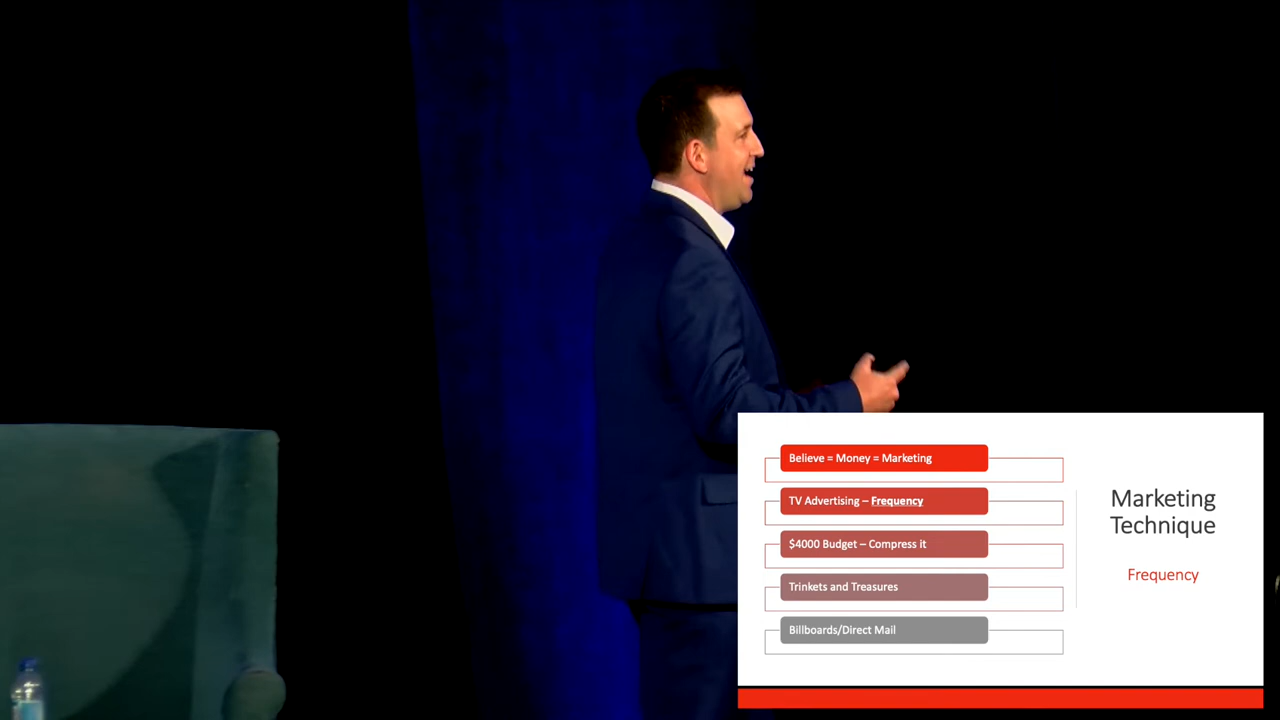 Believe = Money = Marketing
TV Advertising – Frequency
$4000 Budget – Compress it
Trinkets and Treasures
Billboards/Direct Mail
Marketing
Technique
Frequency